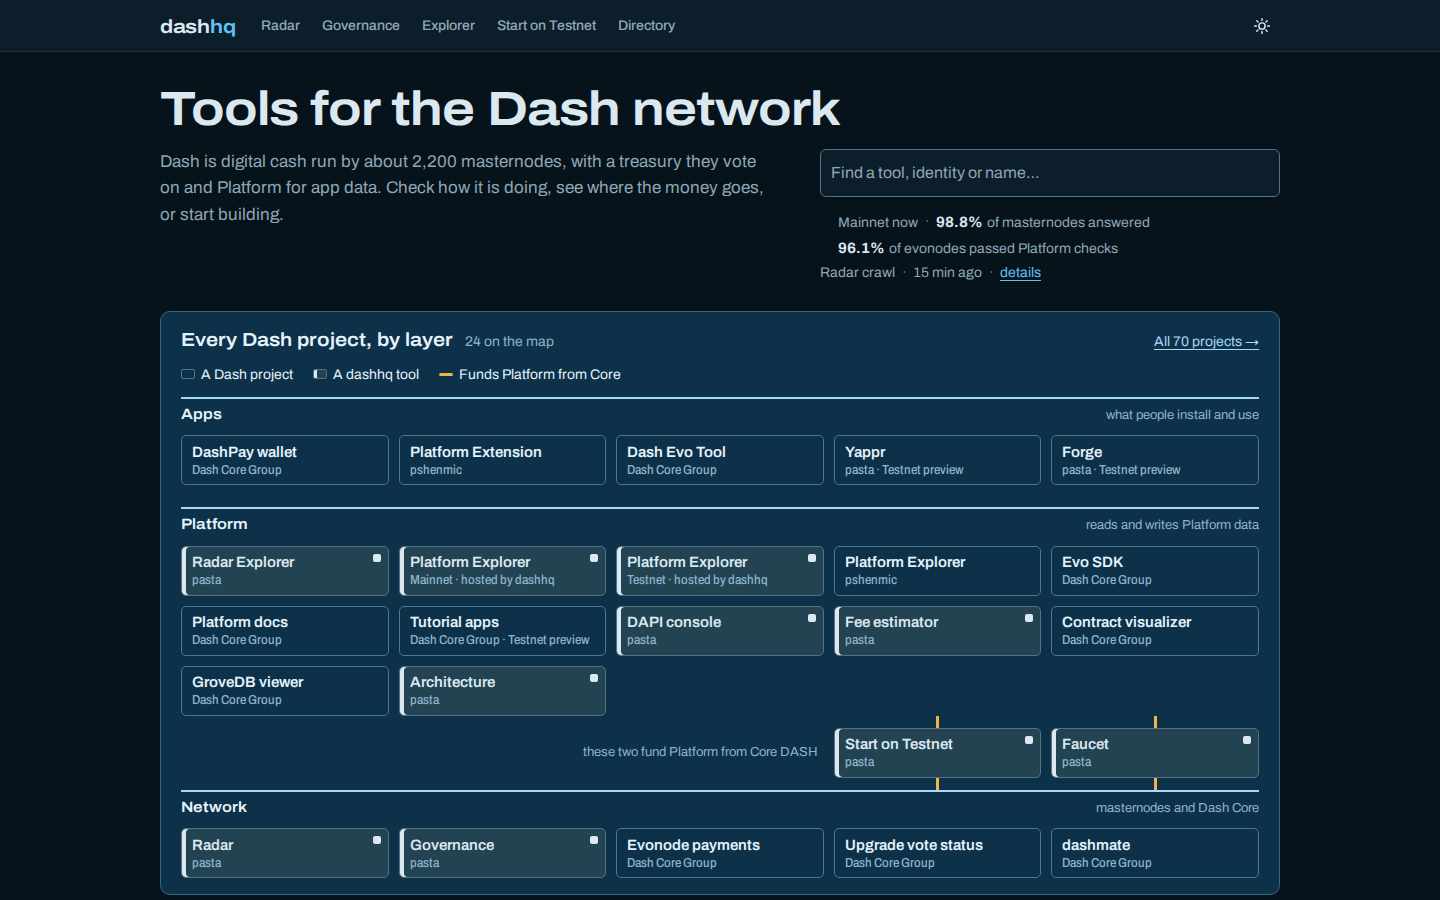 dashhq Radar Governance Explorer Start on Testnet Directory
Tools for the Dash network
Dash is digital cash run by about 2,200 masternodes, with a treasury they vote
on and Platform for app data. Check how it is doing, see where the money goes,
or start building.
Find a tool, identity or name...
Mainnet now · 98.8% of masternodes answered
96.1% of evonodes passed Platform checks
Radar crawl · 15 min ago · details
Every Dash project, by layer 24 on the map All 70 projects →
A Dash project A dashhq tool Funds Platform from Core
Apps what people install and use
DashPay wallet Platform Extension Dash Evo Tool Yappr Forge
Dash Core Group pshenmic Dash Core Group pasta · Testnet preview pasta · Testnet preview
Platform reads and writes Platform data
Radar Explorer Platform Explorer Platform Explorer Platform Explorer Evo SDK
pasta Mainnet · hosted by dashhq Testnet · hosted by dashhq pshenmic Dash Core Group
Platform docs Tutorial apps DAPI console Fee estimator Contract visualizer
Dash Core Group Dash Core Group · Testnet preview pasta pasta Dash Core Group
GroveDB viewer Architecture
Dash Core Group pasta
these two fund Platform from Core DASH
Start on Testnet Faucet
pasta pasta
Network masternodes and Dash Core
Radar Governance Evonode payments Upgrade vote status dashmate
pasta pasta Dash Core Group Dash Core Group Dash Core Group